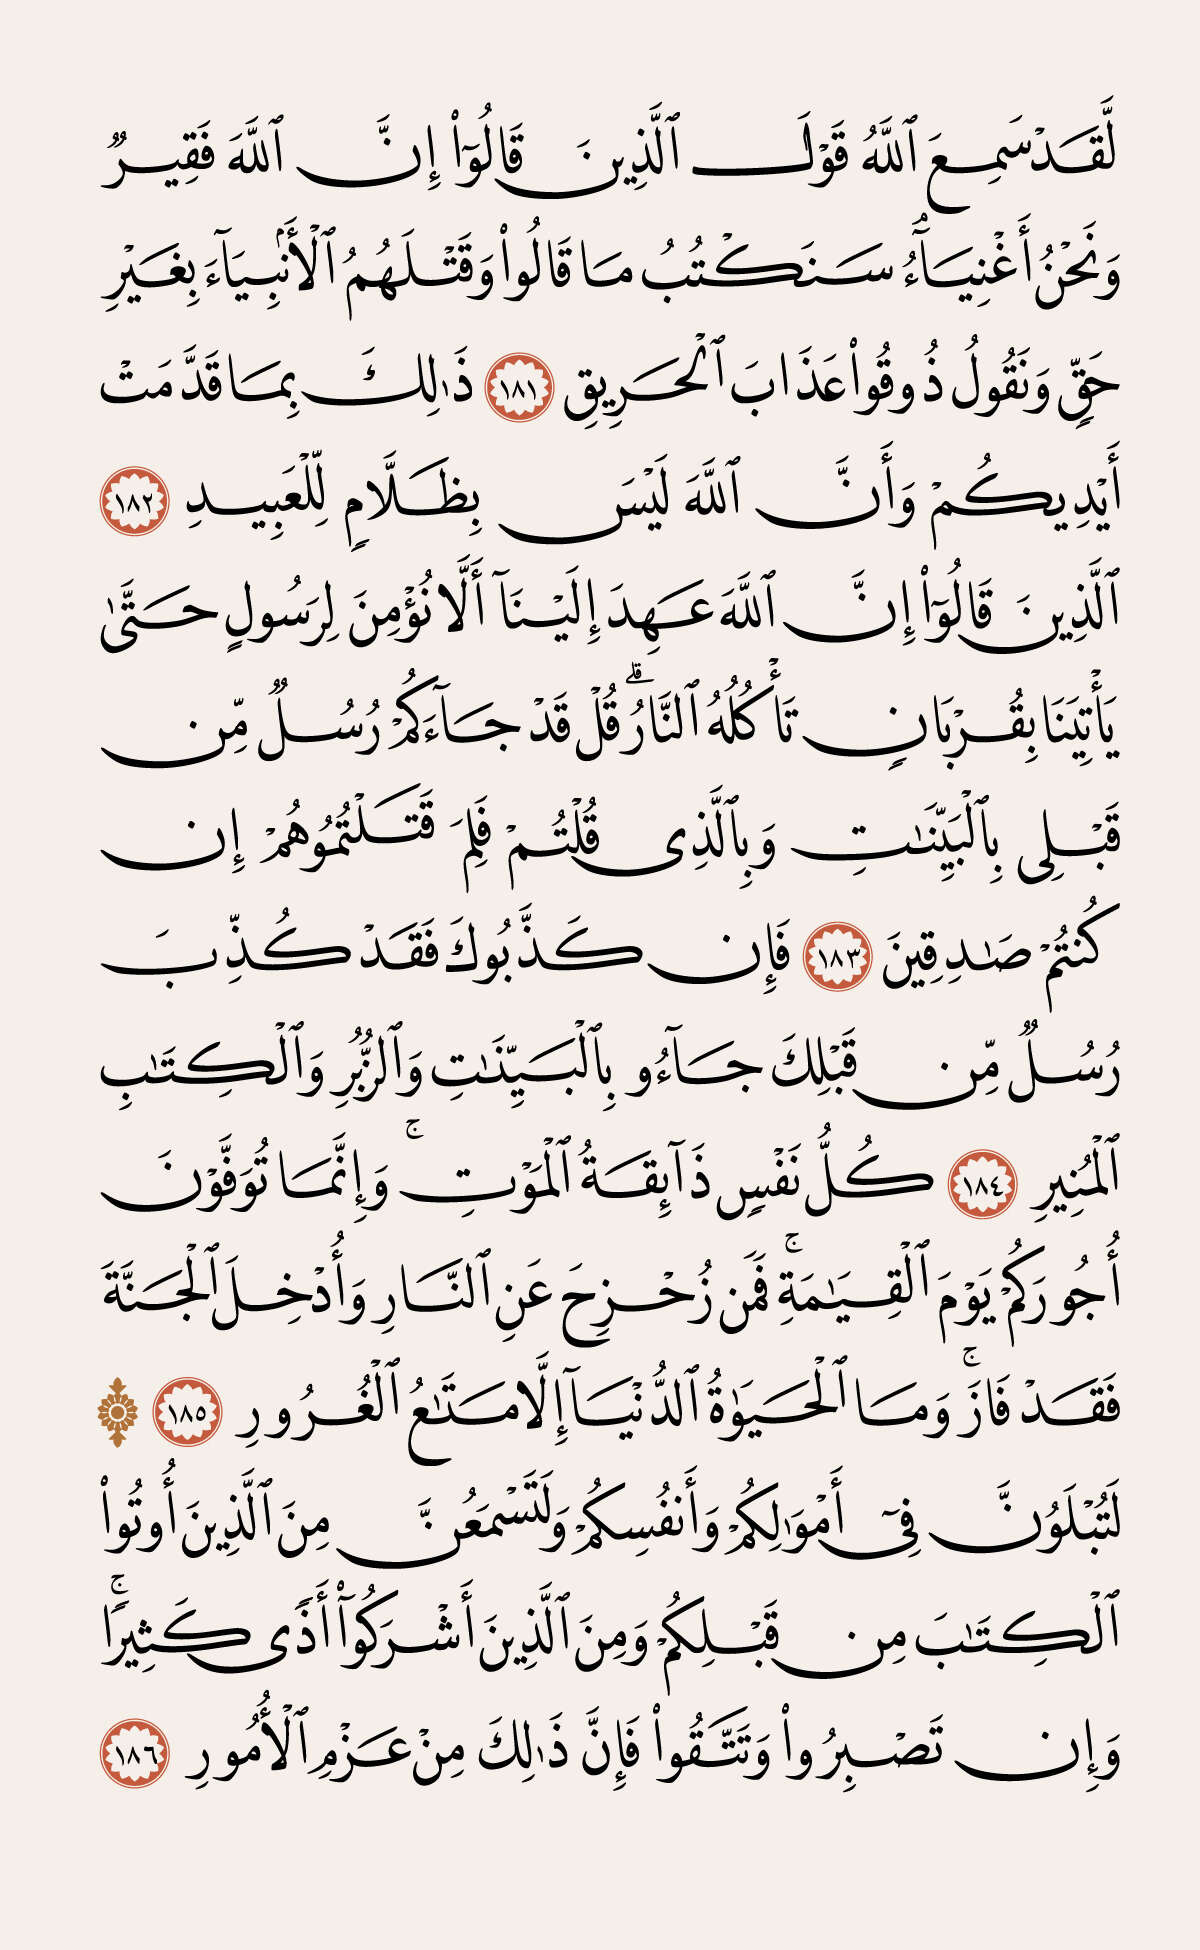 لَّقَدْ سَمِعَ ٱللَّهُ قَوْلَ ٱلَّذِينَ قَالُوٓا۟ إِنَّ ٱللَّهَ فَقِيرٌ
وَنَحْنُ أَغْنِيَآءُ سَنَكْتُبُ مَا قَالُوا۟ وَقَتْلَهُمُ ٱلْأَنۢبِيَآءَ بِغَيْرِ
حَقٍّ وَنَقُولُ ذُوقُوا۟ عَذَابَ ٱلْحَرِيقِ ١٨١ ذَٰلِكَ بِمَا قَدَّمَتْ
أَيْدِيكُمْ وَأَنَّ ٱللَّهَ لَيْسَ بِظَلَّامٍ لِّلْعَبِيدِ ١٨٢
ٱلَّذِينَ قَالُوٓا۟ إِنَّ ٱللَّهَ عَهِدَ إِلَيْنَآ أَلَّا نُؤْمِنَ لِرَسُولٍ حَتَّىٰ
يَأْتِيَنَا بِقُرْبَانٍ تَأْكُلُهُ ٱلنَّارُ ۗ قُلْ قَدْ جَآءَكُمْ رُسُلٌ مِّن
قَبْلِى بِٱلْبَيِّنَـٰتِ وَبِٱلَّذِى قُلْتُمْ فَلِمَ قَتَلْتُمُوهُمْ إِن
كُنتُمْ صَـٰدِقِينَ ١٨٣ فَإِن كَذَّبُوكَ فَقَدْ كُذِّبَ
رُسُلٌ مِّن قَبْلِكَ جَآءُو بِٱلْبَيِّنَـٰتِ وَٱلزُّبُرِ وَٱلْكِتَـٰبِ
ٱلْمُنِيرِ ١٨٤ كُلُّ نَفْسٍ ذَآئِقَةُ ٱلْمَوْتِ ۚ وَإِنَّمَا تُوَفَّوْنَ
أُجُورَكُمْ يَوْمَ ٱلْقِيَـٰمَةِ ۚ فَمَن زُحْزِحَ عَنِ ٱلنَّارِ وَأُدْخِلَ ٱلْجَنَّةَ
فَقَدْ فَازَ ۚ وَمَا ٱلْحَيَوٰةُ ٱلدُّنْيَآ إِلَّا مَتَـٰعُ ٱلْغُرُورِ ١٨٥ ۞
لَتُبْلَوُنَّ فِىٓ أَمْوَٰلِكُمْ وَأَنفُسِكُمْ وَلَتَسْمَعُنَّ مِنَ ٱلَّذِينَ أُوتُوا۟
ٱلْكِتَـٰبَ مِن قَبْلِكُمْ وَمِنَ ٱلَّذِينَ أَشْرَكُوٓا۟ أَذًى كَثِيرًا ۚ
وَإِن تَصْبِرُوا۟ وَتَتَّقُوا۟ فَإِنَّ ذَٰلِكَ مِنْ عَزْمِ ٱلْأُمُورِ ١٨٦